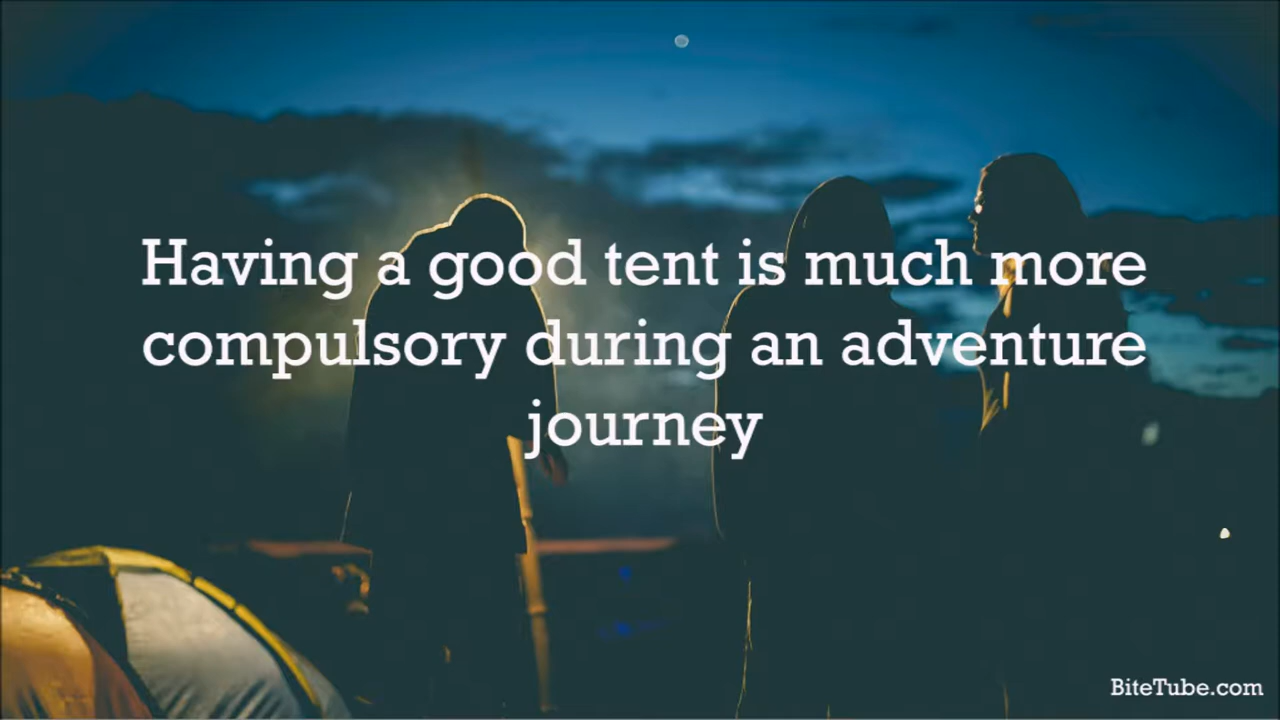 Having a good tent is much more
compulsory during an adventure
journey
BiteTube.com